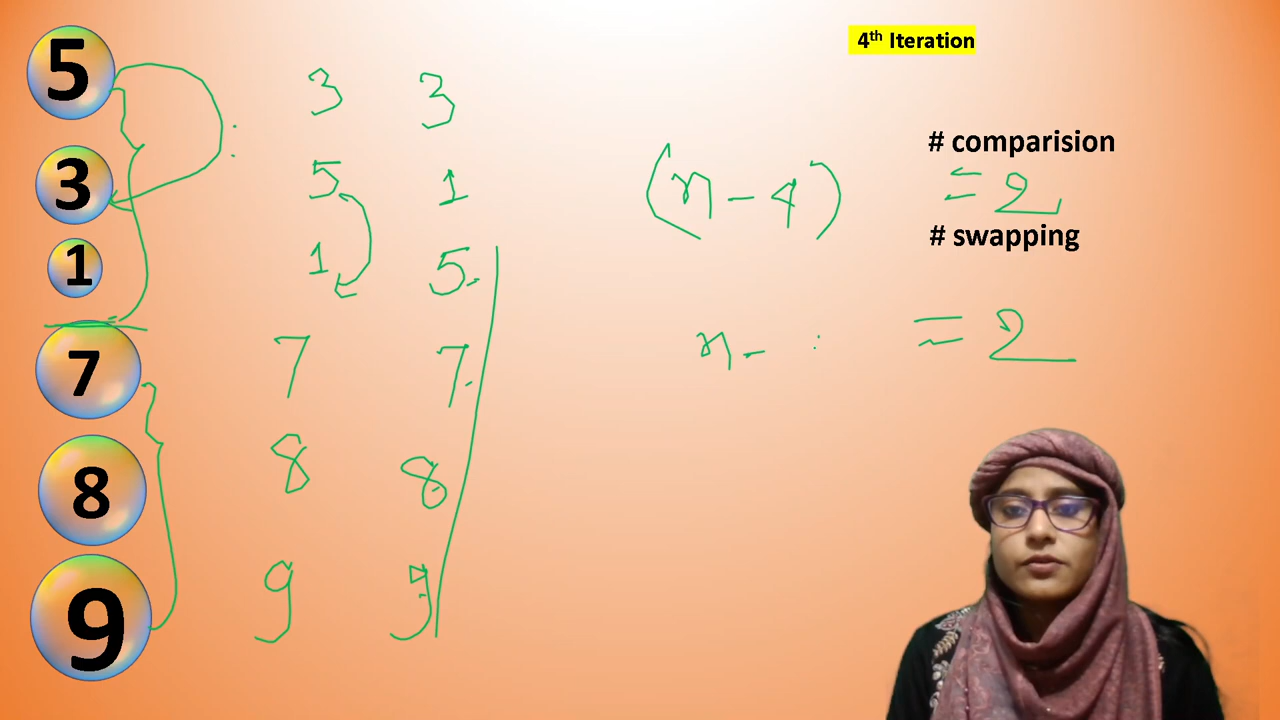 4th Iteration
5 3 3
# comparision
3 5 1
(n - 4)
= 2
# swapping
1 1 5.
7 7 7.
n -
= 2
8 8 8
9 9 9